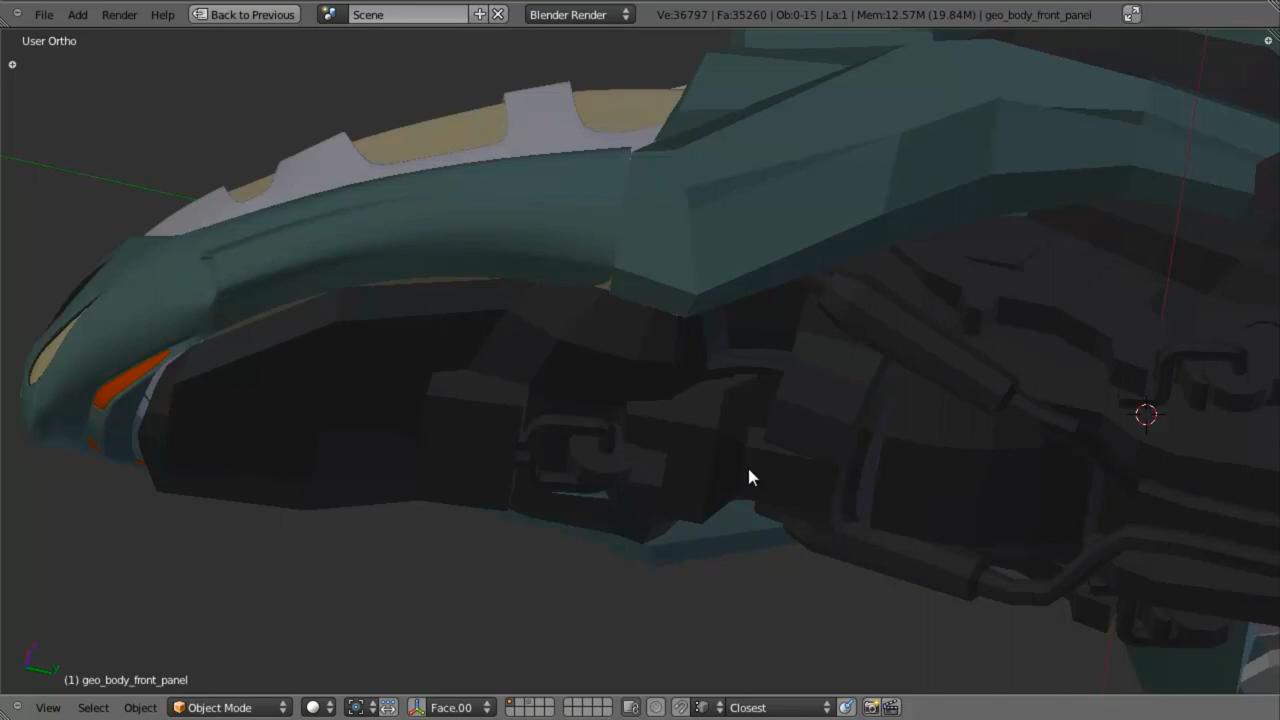 File Add Render Help Back to Previous Scene Blender Render Ve:36797 | Fa:35260 | Ob:0-15 | La:1 | Mem:12.57M (19.84M) | geo_body_front_panel
User Ortho
(1) geo_body_front_panel
View Select Object Object Mode Face.00 Closest